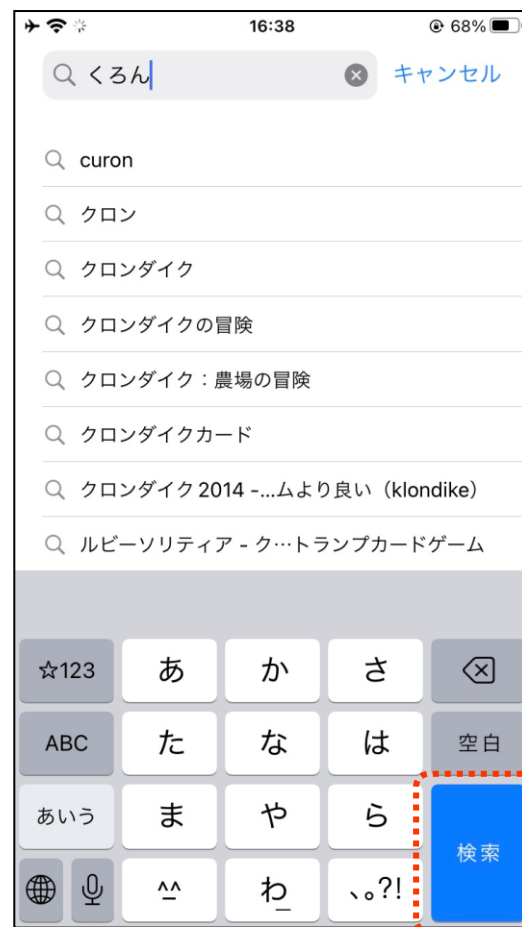 16:38 68%
くろん キャンセル
curon
クロン
クロンダイク
クロンダイクの冒険
クロンダイク：農場の冒険
クロンダイクカード
クロンダイク 2014 -...ムより良い（klondike）
ルビーソリティア - ク…トランプカードゲーム
☆123 あ か さ
ABC た な は 空白
あいう ま や ら 検索
^^ わ_ 、。?!